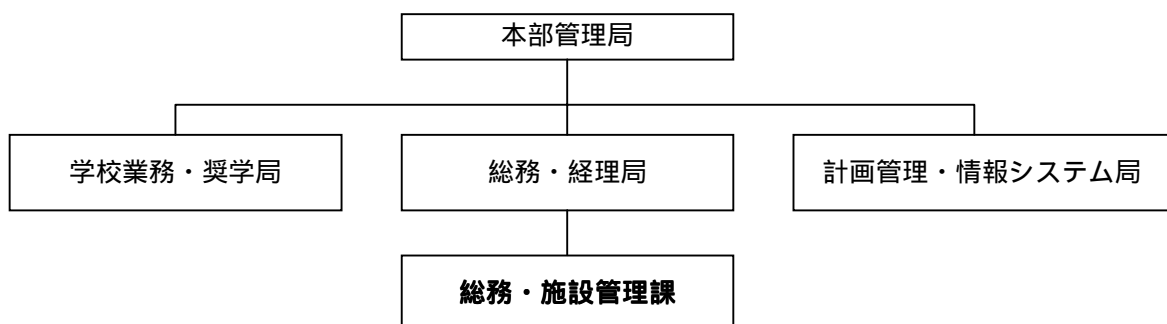 本部管理局
学校業務・奨学局
総務・経理局
計画管理・情報システム局
総務・施設管理課